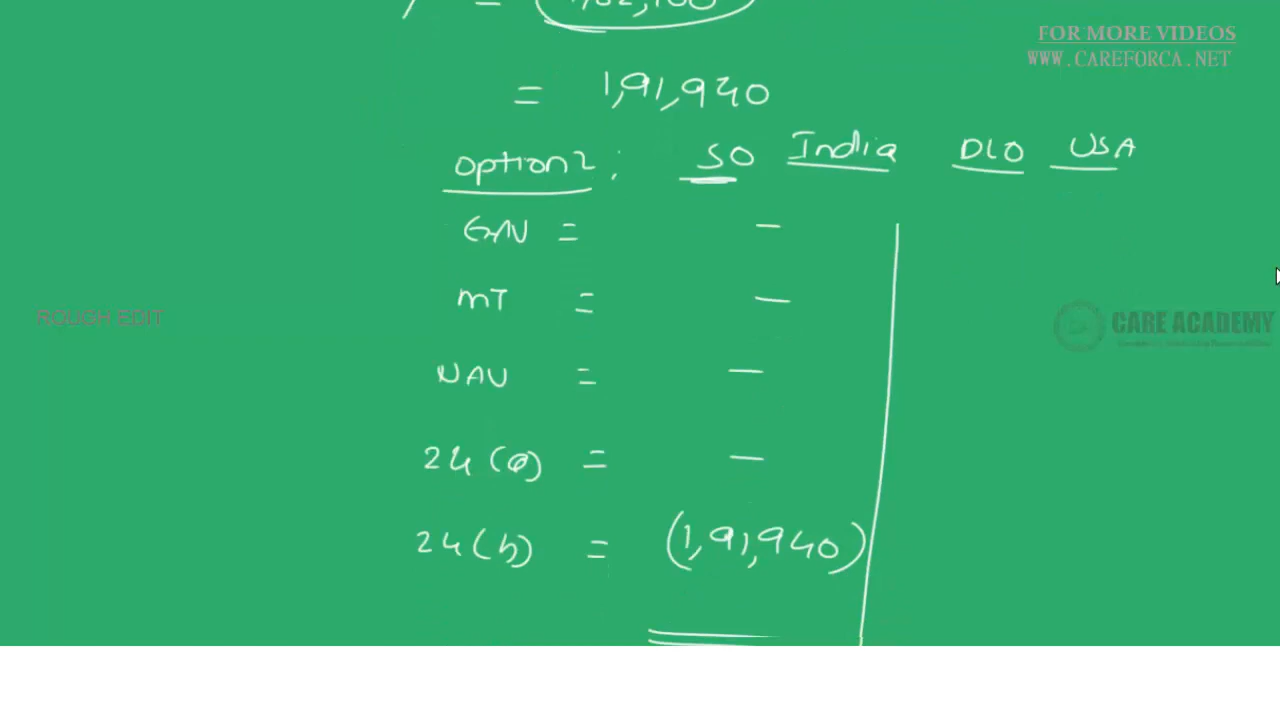 FOR MORE VIDEOS
WWW.CAREFORCA.NET
= 1,91,940
option2 ; SO India DLO USA
GAV = -
MT = -
ROUGH EDIT
CARE ACADEMY
NAV = -
24(a) = -
24(b) = (1,91,940)